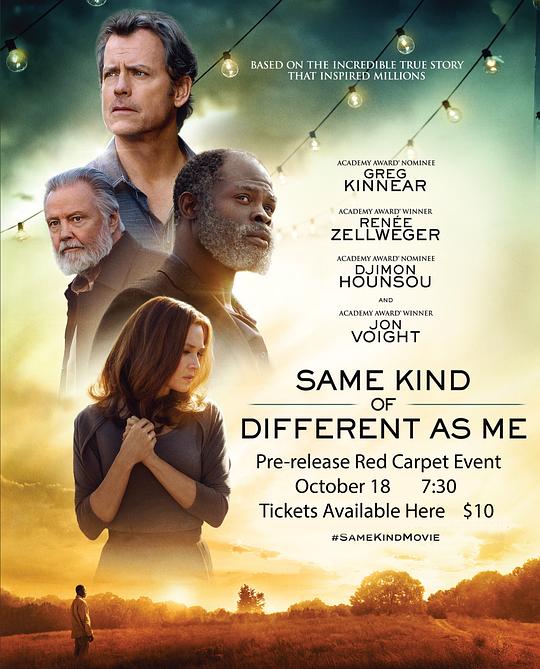 BASED ON THE INCREDIBLE TRUE STORY
THAT INSPIRED MILLIONS
ACADEMY AWARD® NOMINEE
GREG
KINNEAR
ACADEMY AWARD® WINNER
RENÉE
ZELLWEGER
ACADEMY AWARD® NOMINEE
DJIMON
HOUNSOU
AND
ACADEMY AWARD® WINNER
JON
VOIGHT
SAME KIND
OF
DIFFERENT AS ME
Pre-release Red Carpet Event
October 18 7:30
Tickets Available Here $10
#SAMEKINDMOVIE